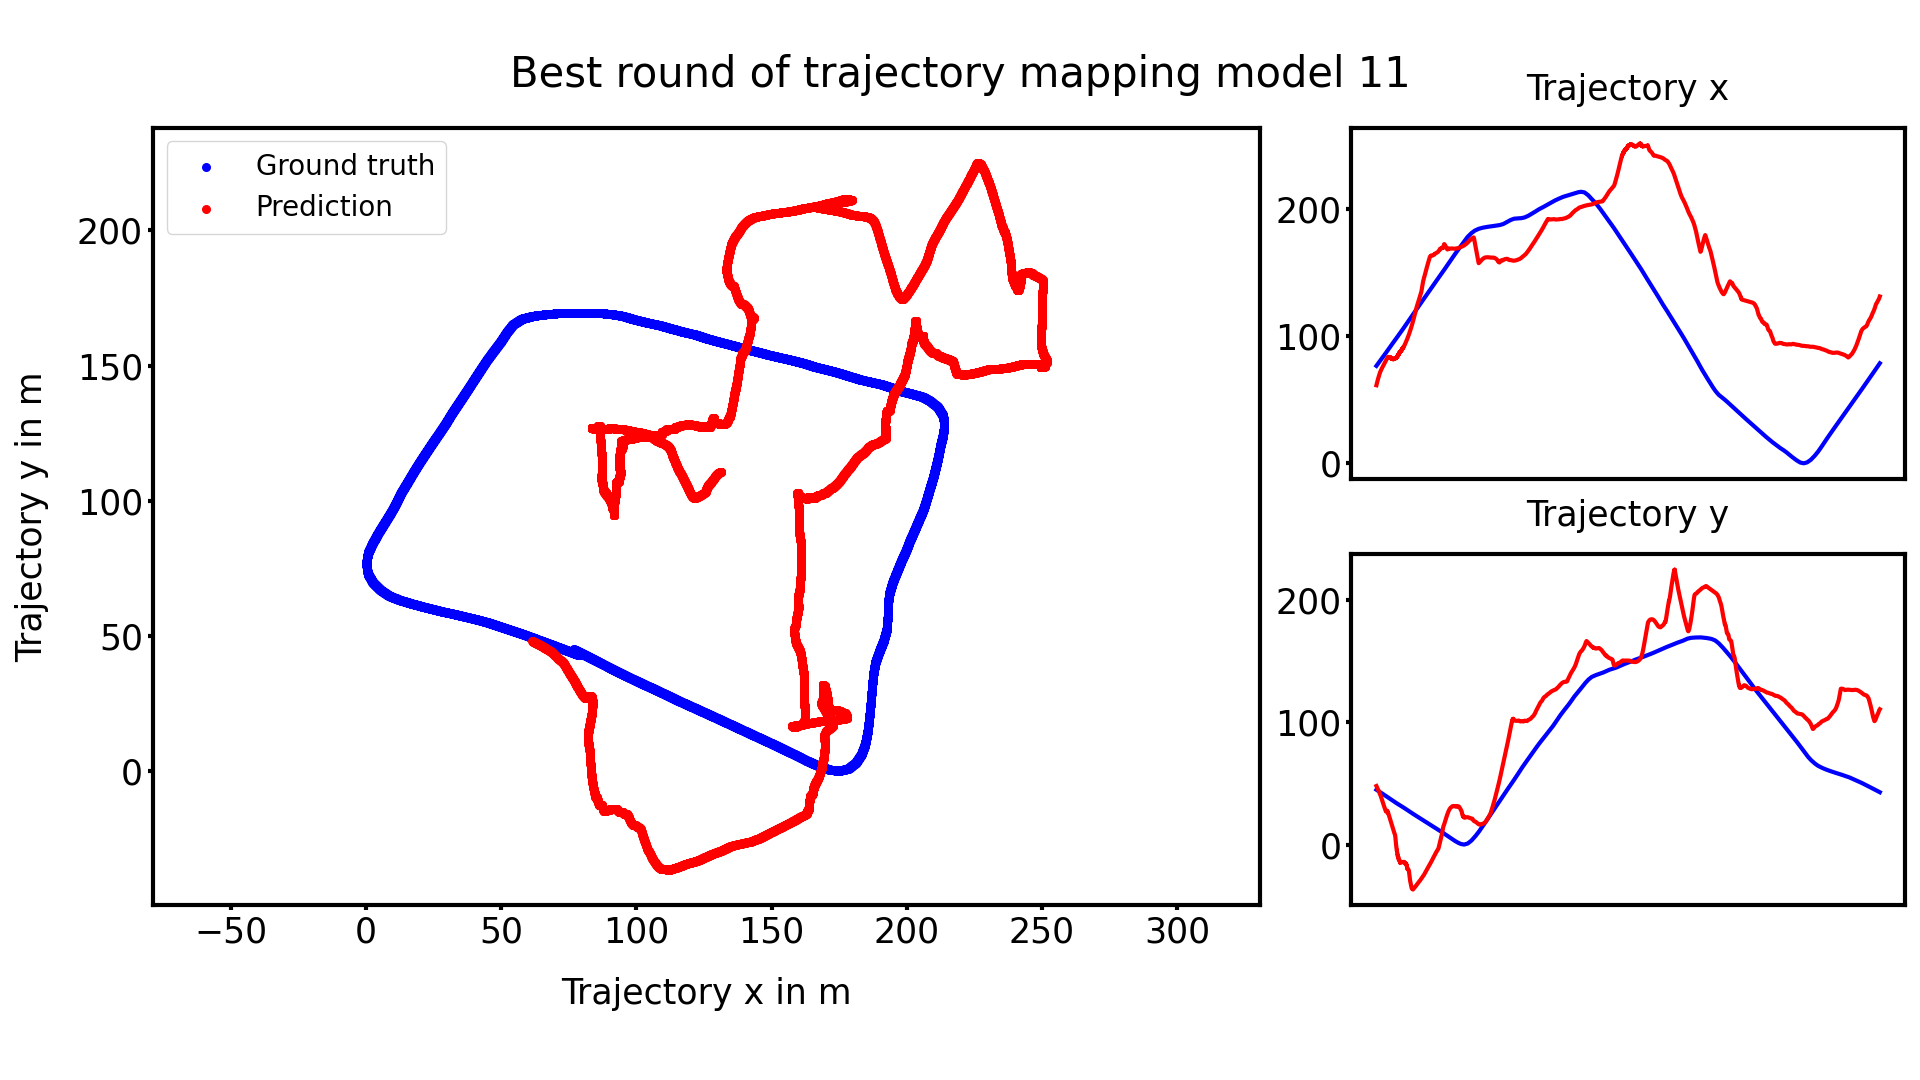 Best round of trajectory mapping model 11
Ground truth
Prediction
Trajectory y in m
200
150
100
50
0
−50 0 50 100 150 200 250 300
Trajectory x in m
Trajectory x
200
100
0
Trajectory y
200
100
0